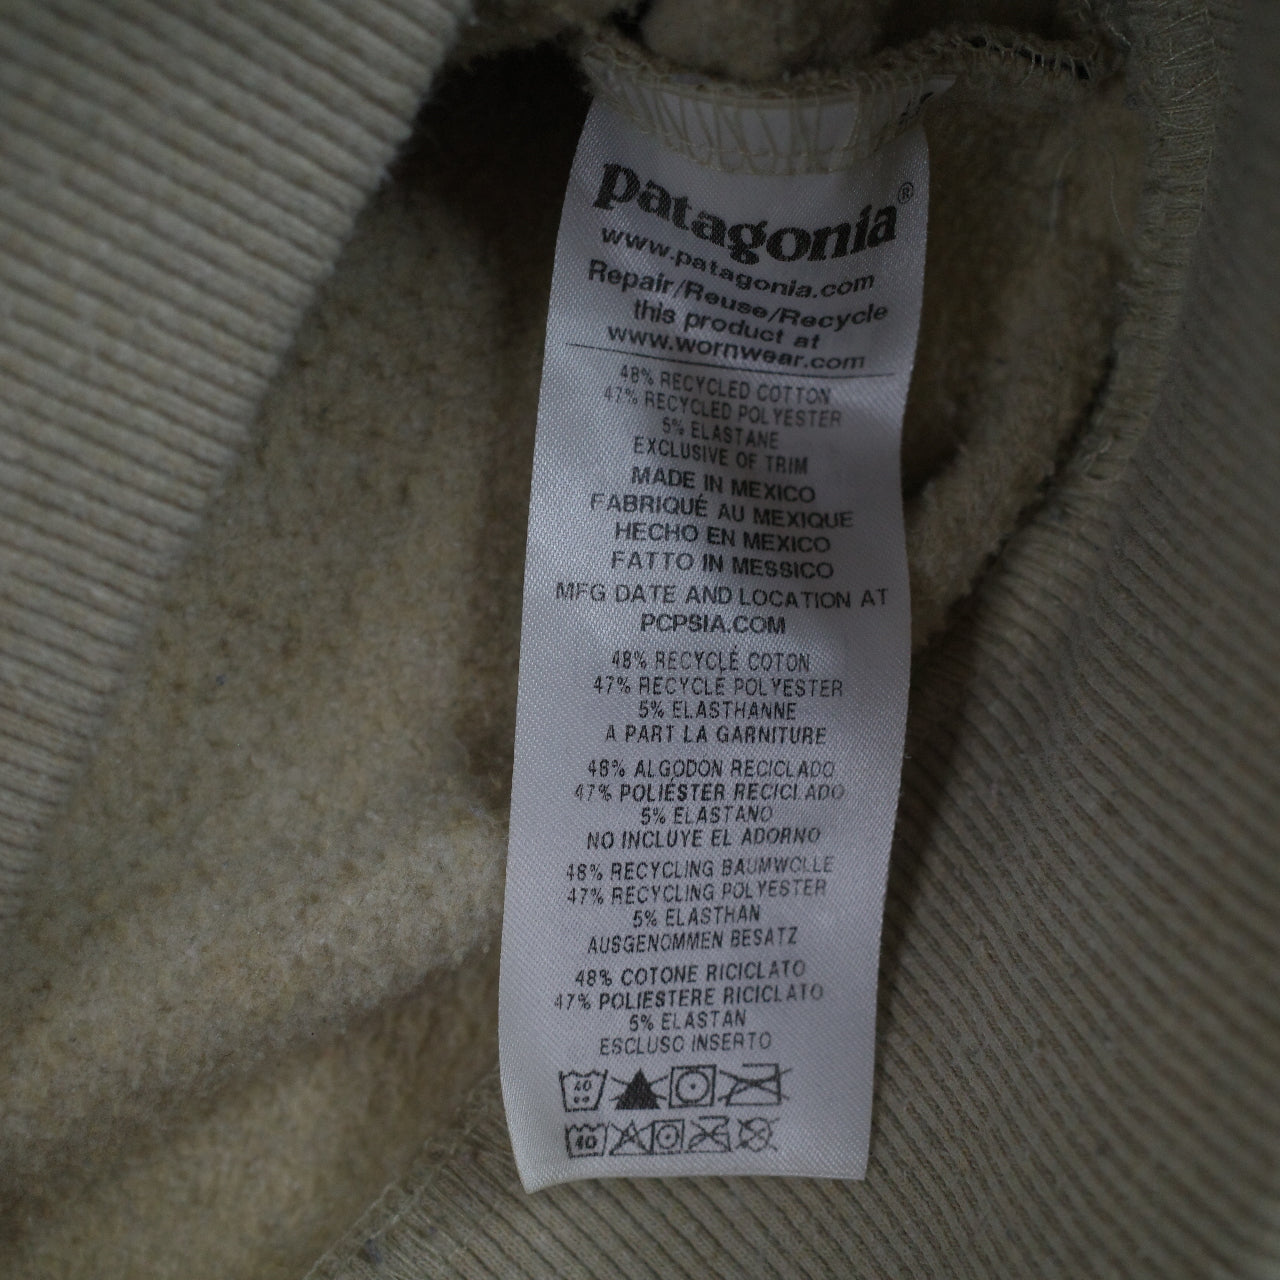 patagonia®
www.patagonia.com
Repair/Reuse/Recycle
this product at
www.wornwear.com
48% RECYCLED COTTON
47% RECYCLED POLYESTER
5% ELASTANE
EXCLUSIVE OF TRIM
MADE IN MEXICO
FABRIQUÉ AU MEXIQUE
HECHO EN MEXICO
FATTO IN MESSICO
MFG DATE AND LOCATION AT
PCPSIA.COM
48% RECYCLÉ COTON
47% RECYCLÉ POLYESTER
5% ELASTHANNE
A PART LA GARNITURE
48% ALGODON RECICLADO
47% POLIÉSTER RECICLADO
5% ELASTANO
NO INCLUYE EL ADORNO
48% RECYCLING BAUMWOLLE
47% RECYCLING POLYESTER
5% ELASTHAN
AUSGENOMMEN BESATZ
48% COTONE RICICLATO
47% POLIESTERE RICICLATO
5% ELASTAN
ESCLUSO INSERTO
40
40